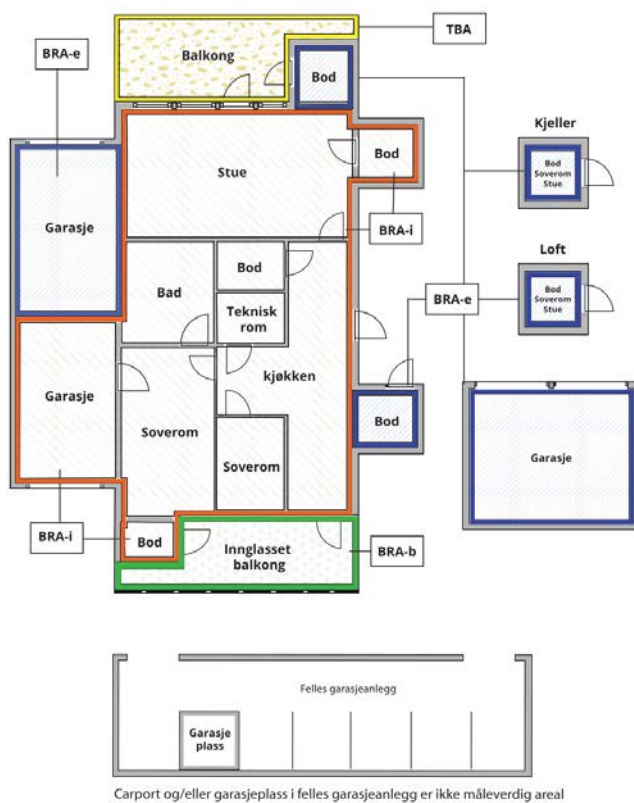 TBA
BRA-e
Balkong
Bod
Kjeller
Bod
Soverom
Stue
Stue
Bod
Garasje
BRA-i
Loft
Bod
Bad
Teknisk
rom
BRA-e
Bod
Soverom
Stue
kjøkken
Garasje
Soverom
Bod
Soverom
Garasje
BRA-i
Bod
Innglasset
balkong
BRA-b
Felles garasjeanlegg
Garasje
plass
Carport og/eller garasjeplass i felles garasjeanlegg er ikke måleverdig areal